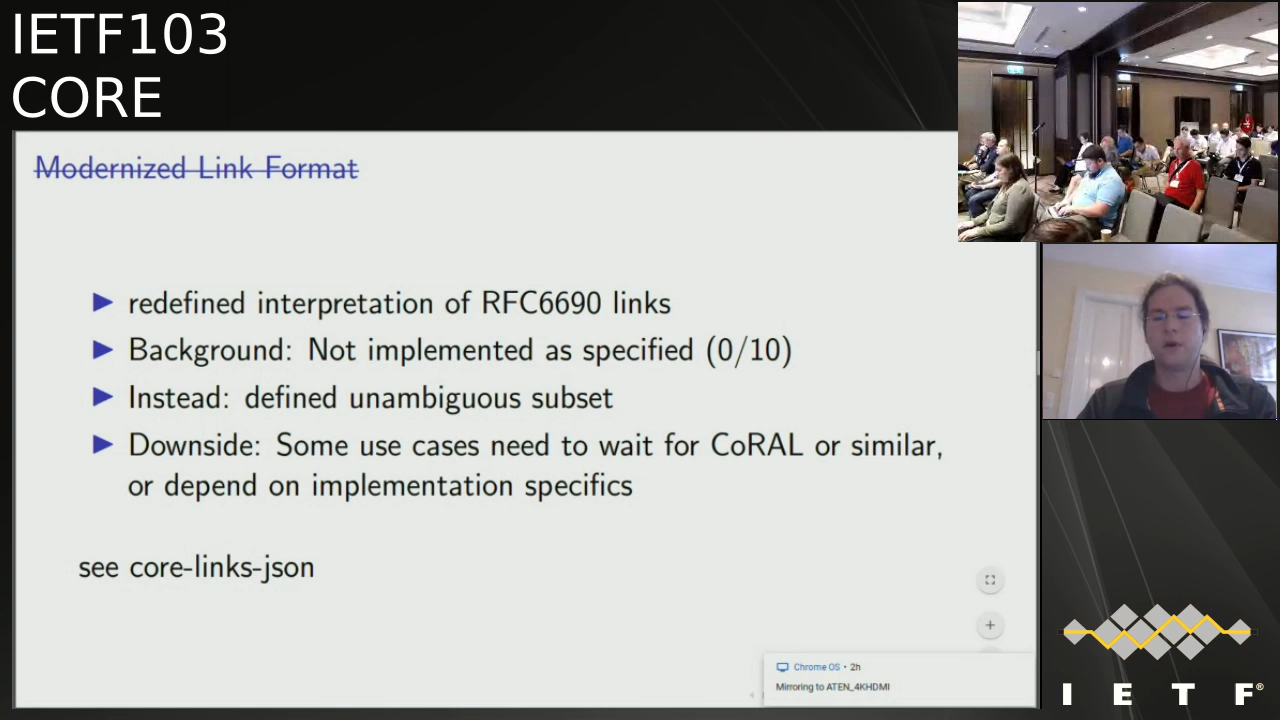 IETF103
CORE
Modernized Link Format
► redefined interpretation of RFC6690 links
► Background: Not implemented as specified (0/10)
► Instead: defined unambiguous subset
► Downside: Some use cases need to wait for CoRAL or similar,
or depend on implementation specifics
see core-links-json
Chrome OS • 2h
Mirroring to ATEN_4KHDMI
I E T F®